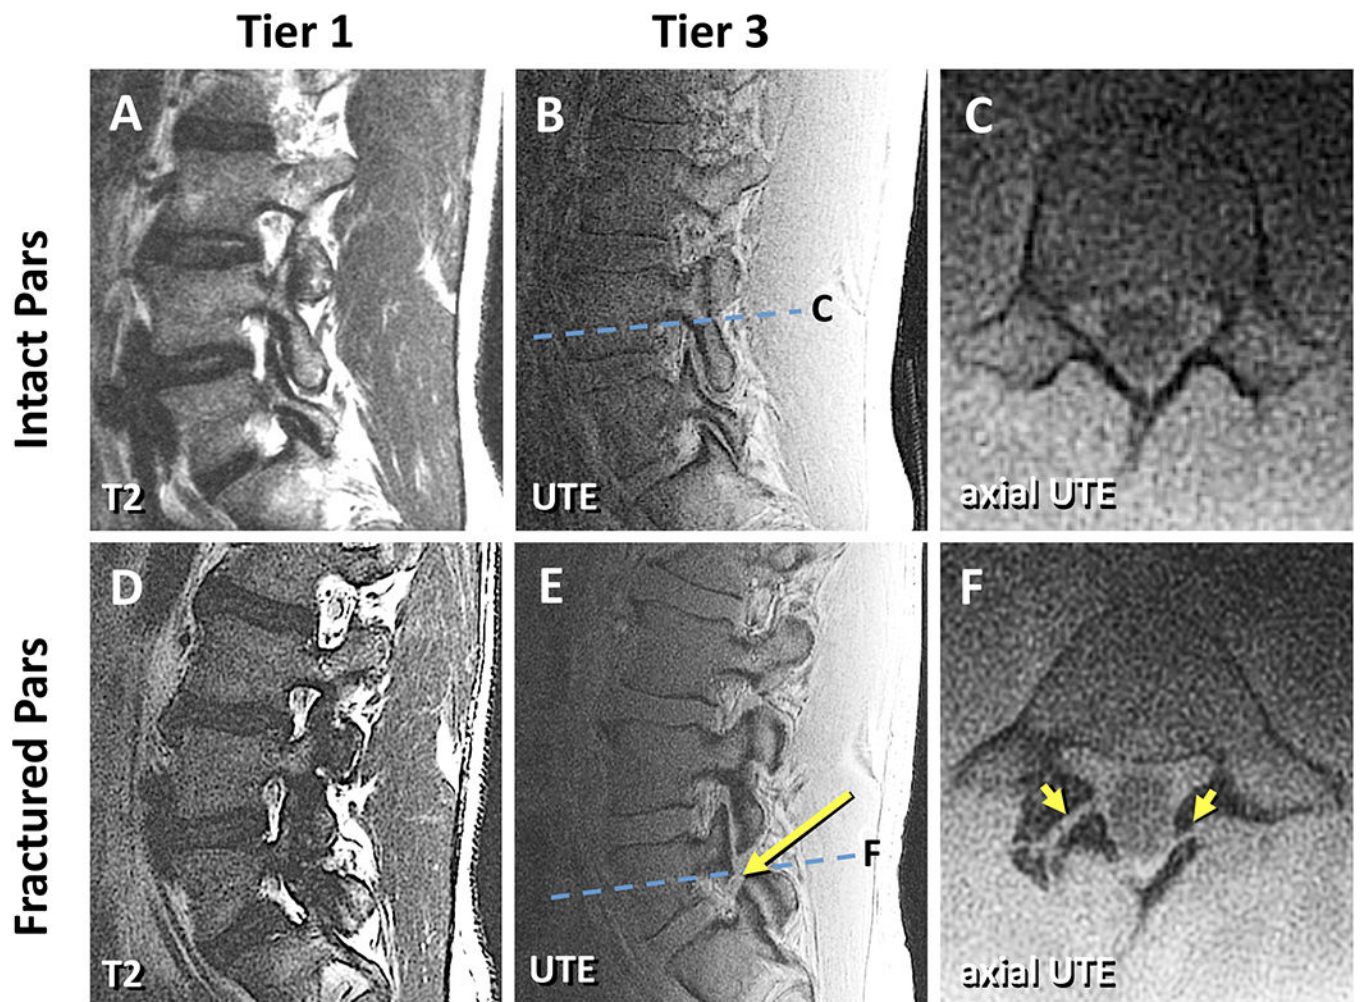 Tier 1
Tier 3
Intact Pars
A
T2
B
C
UTE
C
axial UTE
Fractured Pars
D
T2
E
F
UTE
F
axial UTE